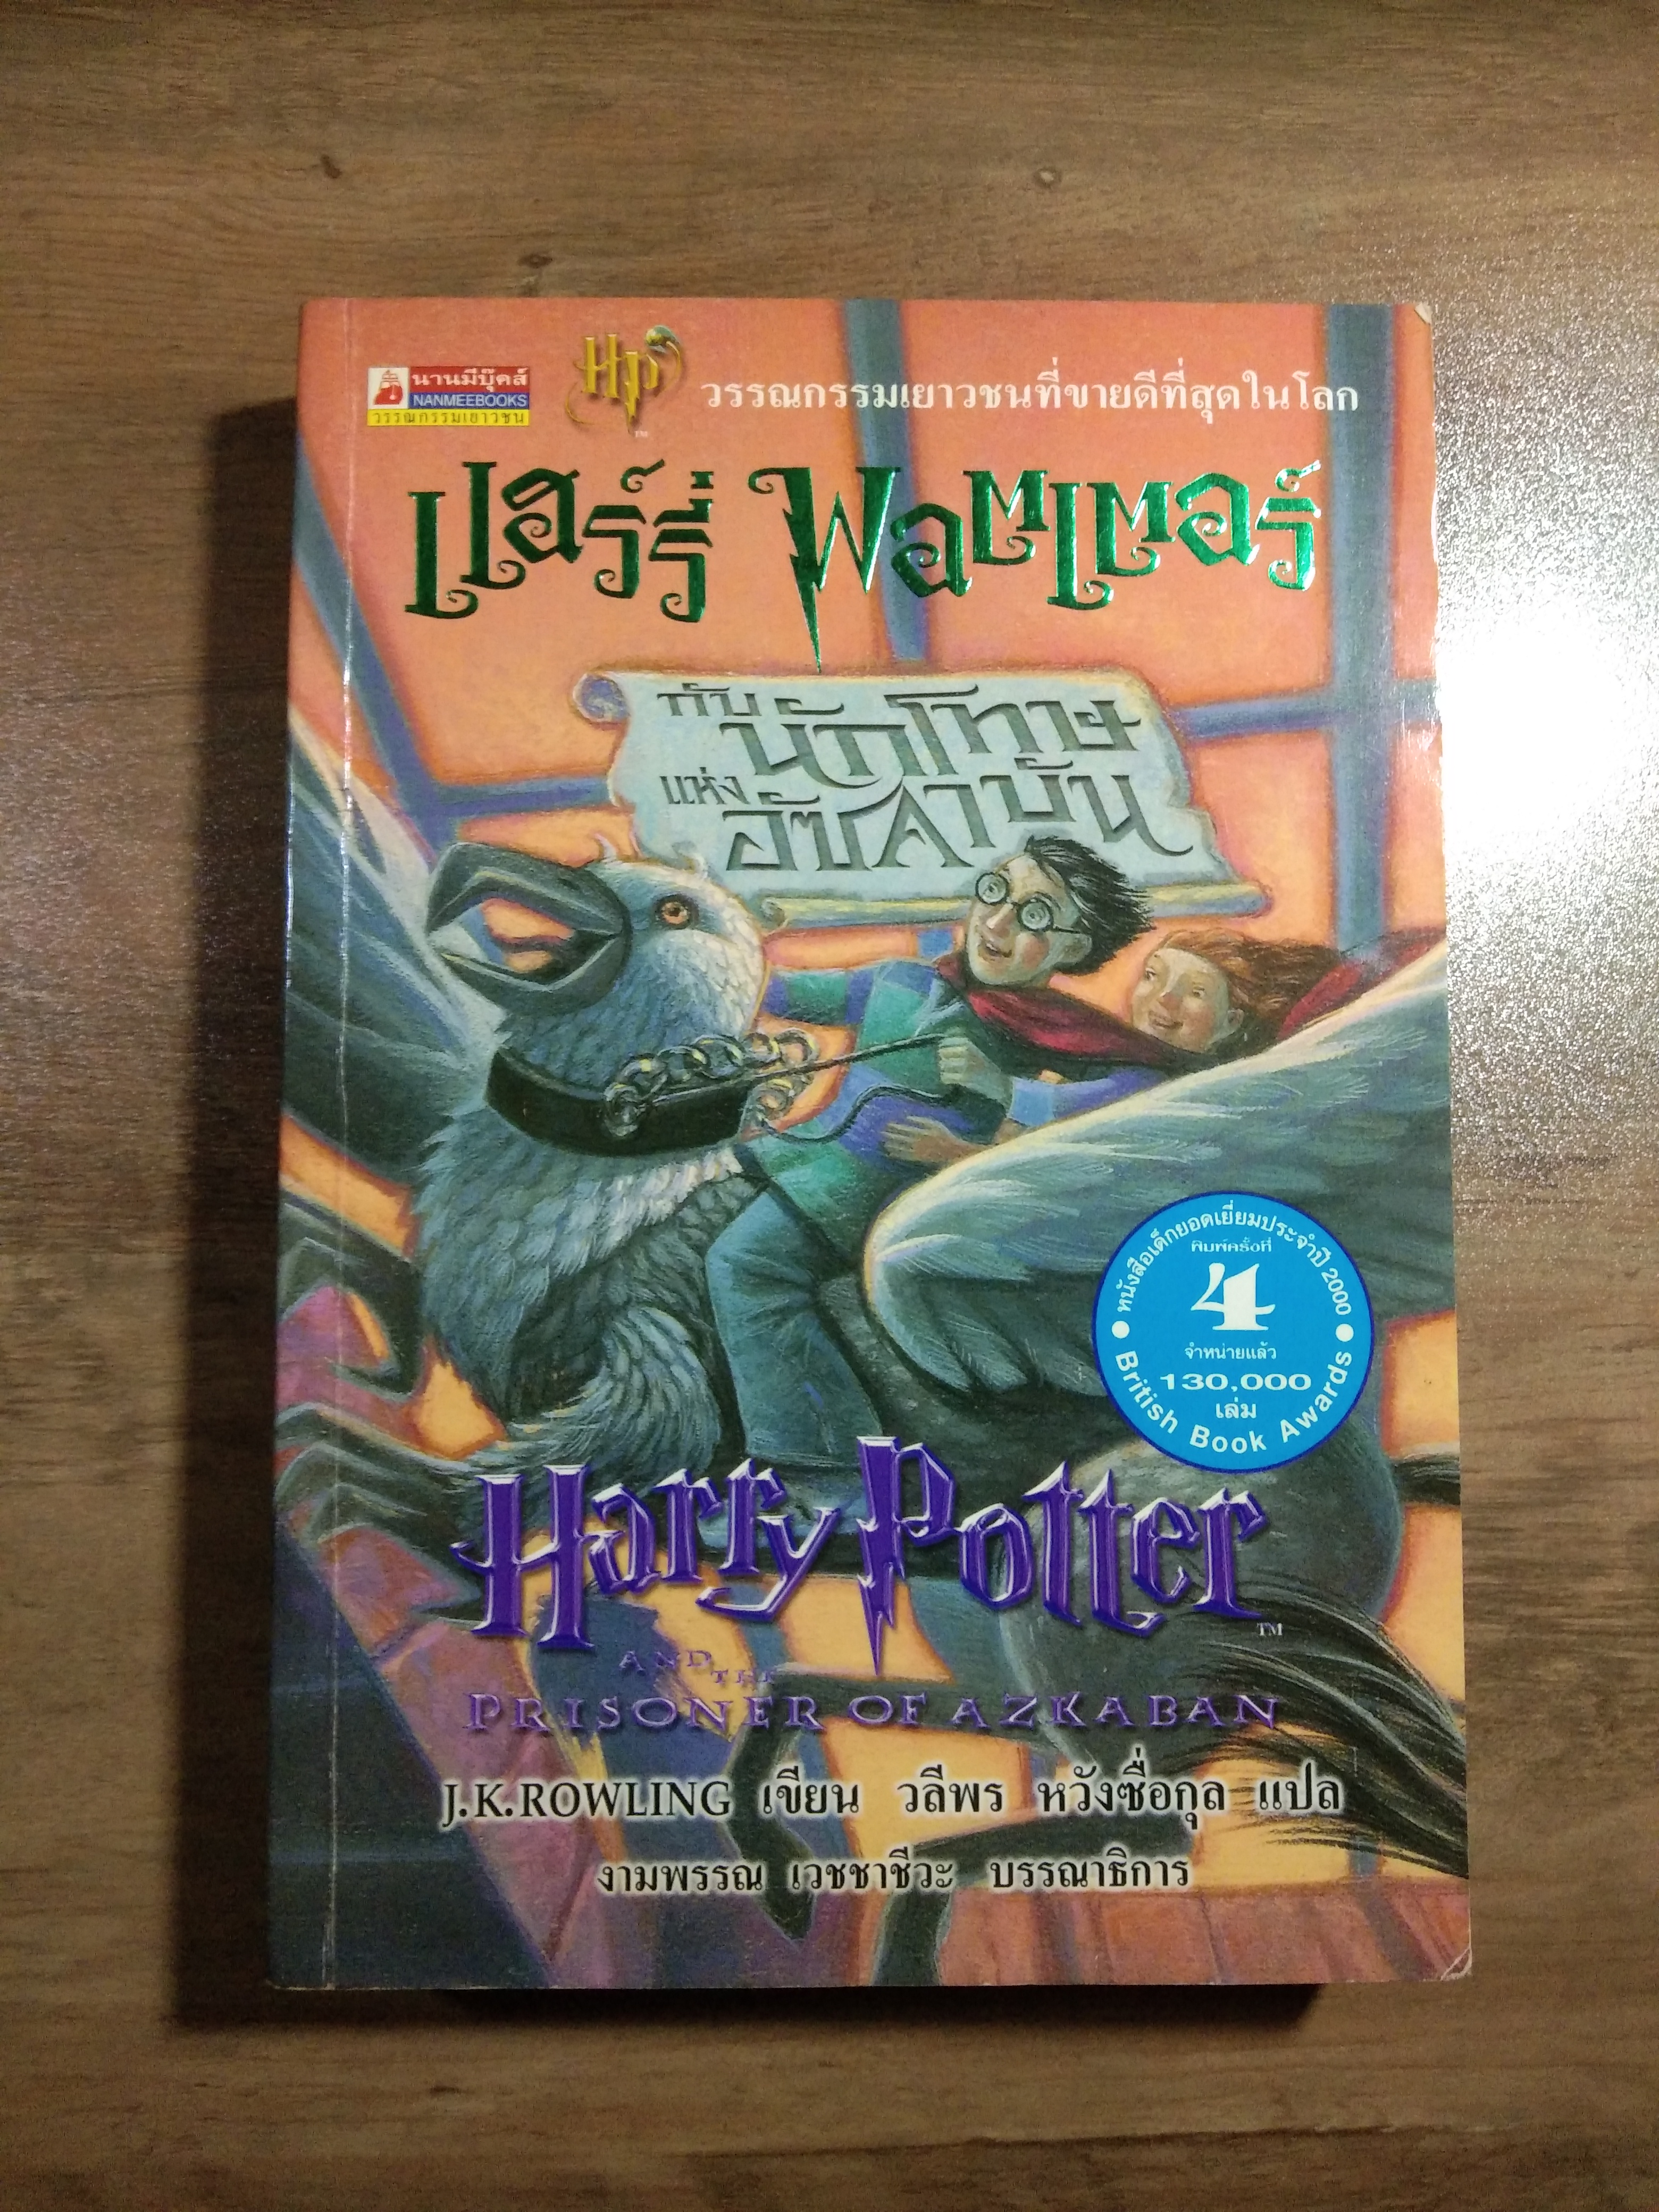 นานมีบุ๊คส์
NANMEEBOOKS
วรรณกรรมเยาวชน
HP
TM
วรรณกรรมเยาวชนที่ขายดีที่สุดในโลก
แฮร์รี่ พอตเตอร์
กับ
นักโทษ
แห่ง
อัซคาบัน
หนังสือเด็กยอดเยี่ยมประจำปี 2000
พิมพ์ครั้งที่
4
จำหน่ายแล้ว
130,000
เล่ม
British Book Awards
Harry Potter
TM
AND THE
PRISONER OF AZKABAN
J.K.ROWLING เขียน วลีพร หวังซื่อกุล แปล
งามพรรณ เวชชาชีวะ บรรณาธิการ